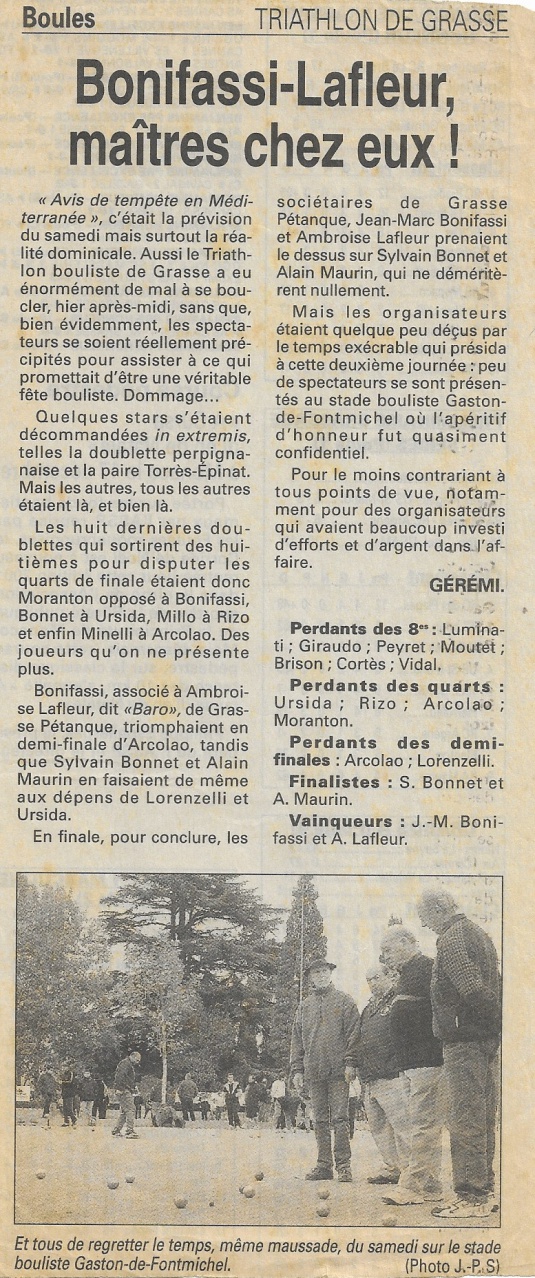 Boules TRIATHLON DE GRASSE
Bonifassi-Lafleur,
maîtres chez eux !
« Avis de tempête en Médi-
terranée », c'était la prévision
du samedi mais surtout la réa-
lité dominicale. Aussi le Triath-
lon bouliste de Grasse a eu
énormément de mal à se bou-
cler, hier après-midi, sans que,
bien évidemment, les specta-
teurs se soient réellement pré-
cipités pour assister à ce qui
promettait d'être une véritable
fête bouliste. Dommage...
Quelques stars s'étaient
décommandées in extremis,
telles la doublette perpigna-
naise et la paire Torrès-Épinat.
Mais les autres, tous les autres
étaient là, et bien là.
Les huit dernières dou-
blettes qui sortirent des hui-
tièmes pour disputer les
quarts de finale étaient donc
Moranton opposé à Bonifassi,
Bonnet à Ursida, Millo à Rizo
et enfin Minelli à Arcolao. Des
joueurs qu'on ne présente
plus.
Bonifassi, associé à Ambroi-
se Lafleur, dit «Baro», de Gras-
se Pétanque, triomphaient en
demi-finale d'Arcolao, tandis
que Sylvain Bonnet et Alain
Maurin en faisaient de même
aux dépens de Lorenzelli et
Ursida.
En finale, pour conclure, les
sociétaires de Grasse
Pétanque, Jean-Marc Bonifassi
et Ambroise Lafleur prenaient
le dessus sur Sylvain Bonnet et
Alain Maurin, qui ne déméritè-
rent nullement.
Mais les organisateurs
étaient quelque peu déçus par
le temps exécrable qui présida
à cette deuxième journée : peu
de spectateurs se sont présen-
tés au stade bouliste Gaston-
de-Fontmichel où l'apéritif
d'honneur fut quasiment
confidentiel.
Pour le moins contrariant à
tous points de vue, notam-
ment pour des organisateurs
qui avaient beaucoup investi
d'efforts et d'argent dans l'af-
faire.
GÉRÉMI.
Perdants des 8es : Lumina-
ti ; Giraudo ; Peyret ; Moutet ;
Brison ; Cortès ; Vidal.
Perdants des quarts :
Ursida ; Rizo ; Arcolao ;
Moranton.
Perdants des demi-
finales : Arcolao ; Lorenzelli.
Finalistes : S. Bonnet et
A. Maurin.
Vainqueurs : J.-M. Boni-
fassi et A. Lafleur.
Et tous de regretter le temps, même maussade, du samedi sur le stade
bouliste Gaston-de-Fontmichel. (Photo J.-P. S)